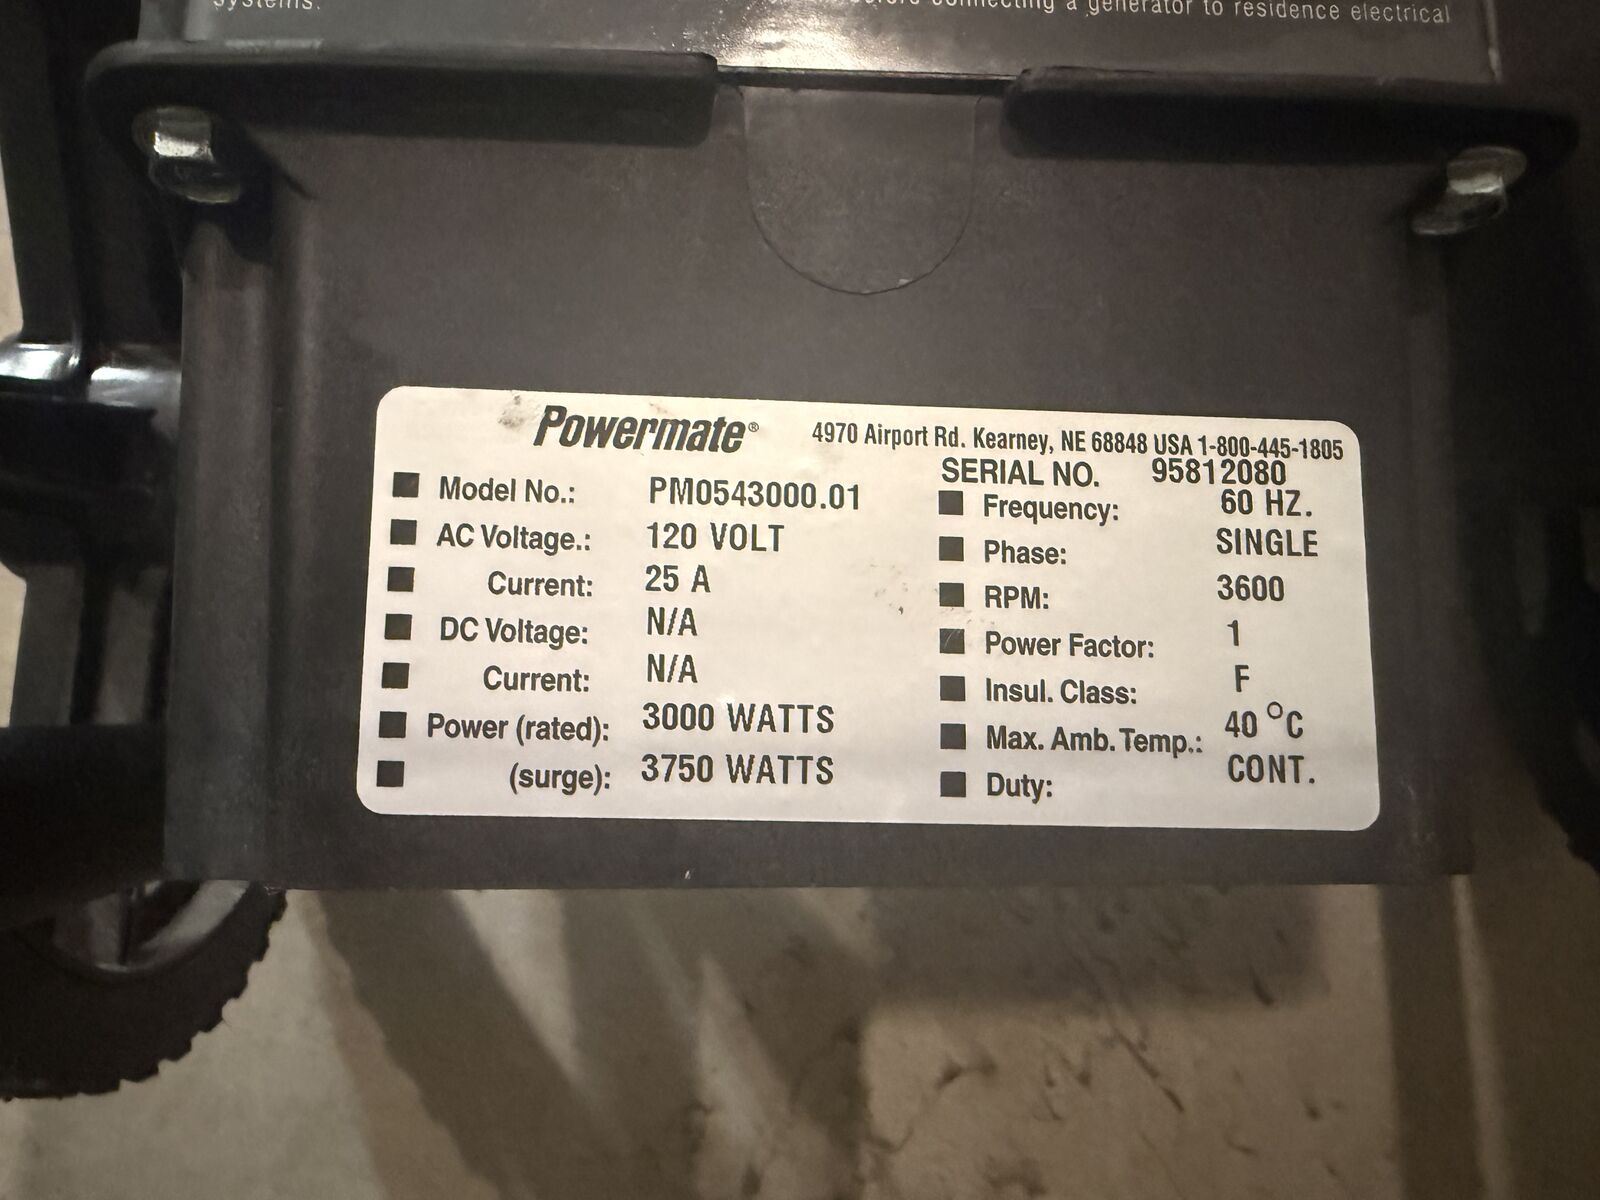 systems.
connecting a generator to residence electrical
Powermate® 4970 Airport Rd. Kearney, NE 68848 USA 1-800-445-1805
SERIAL NO. 95812080
Model No.: PM0543000.01
AC Voltage.: 120 VOLT
Current: 25 A
DC Voltage: N/A
Current: N/A
Power (rated): 3000 WATTS
(surge): 3750 WATTS
Frequency: 60 HZ.
Phase: SINGLE
RPM: 3600
Power Factor: 1
Insul. Class: F
Max. Amb. Temp.: 40 °C
Duty: CONT.